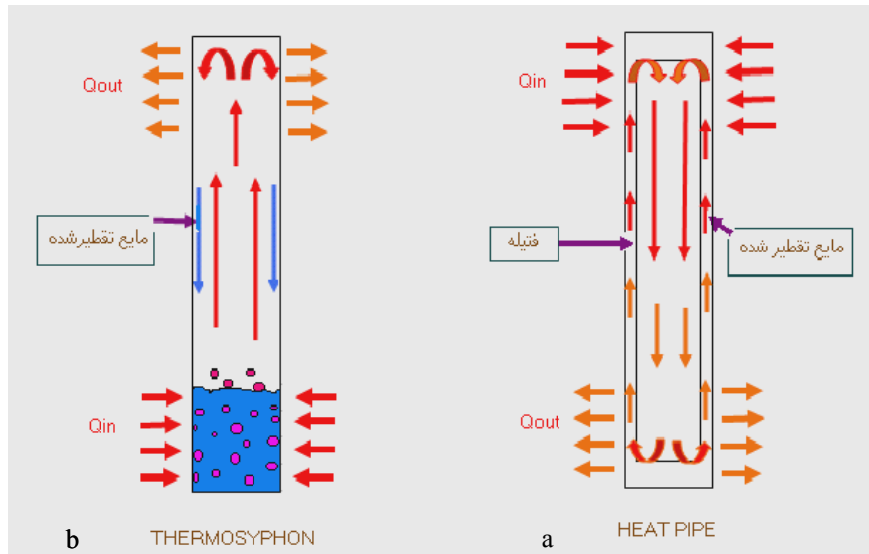 Qout
Qin
مایع تقطیرشده
Qin
فتیله
مایع تقطیر شده
Qout
b THERMOSYPHON
a HEAT PIPE